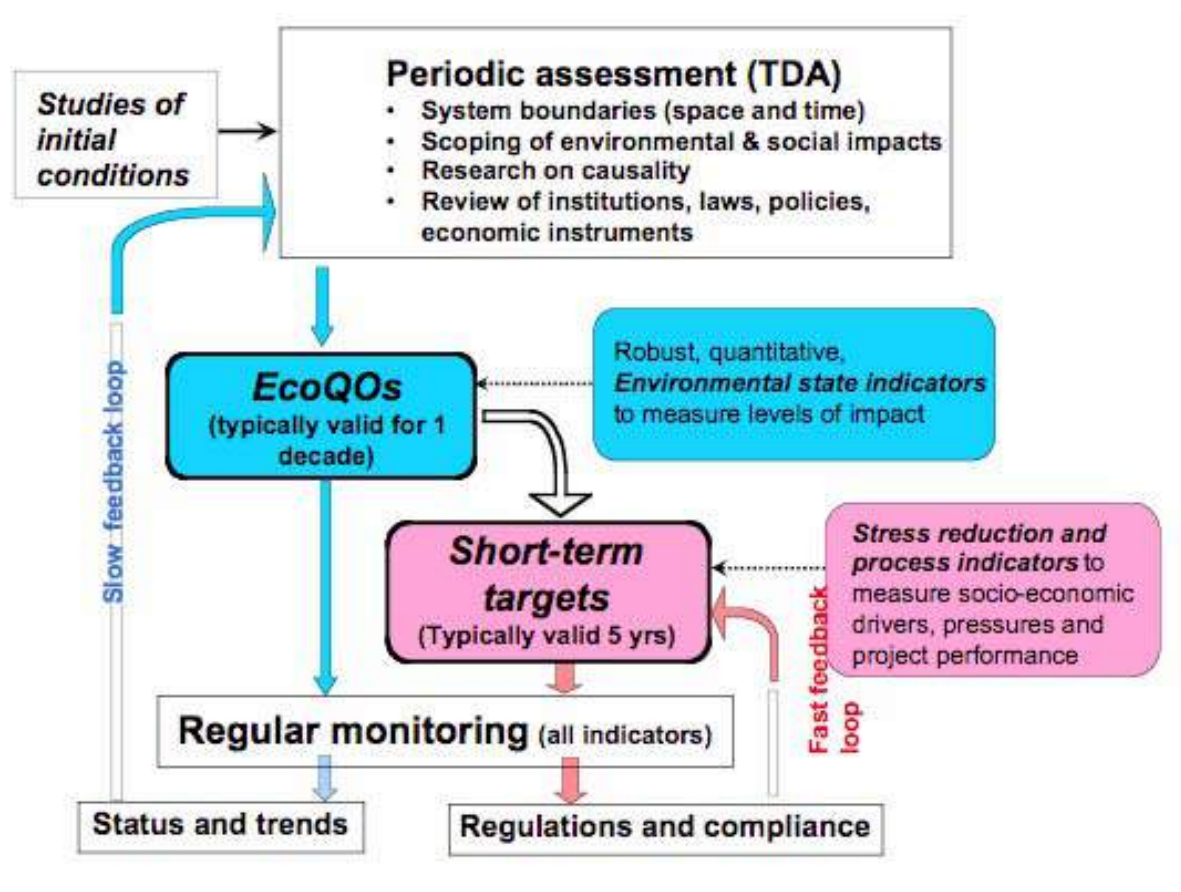 Studies of
initial
conditions
Periodic assessment (TDA)
• System boundaries (space and time)
• Scoping of environmental & social impacts
• Research on causality
• Review of institutions, laws, policies,
economic instruments
EcoQOs
(typically valid for 1
decade)
Robust, quantitative,
Environmental state indicators
to measure levels of impact
Slow feedback loop
Short-term
targets
(Typically valid 5 yrs)
Stress reduction and
process indicators to
measure socio-economic
drivers, pressures and
project performance
Fast feedback
loop
Regular monitoring (all indicators)
Status and trends
Regulations and compliance